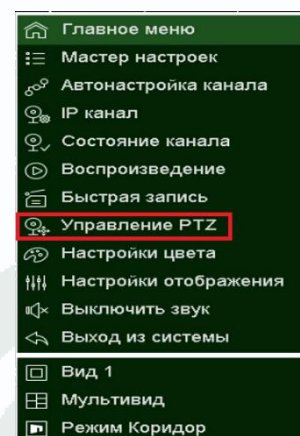 Главное меню
Мастер настроек
Автонастройка канала
IP канал
Состояние канала
Воспроизведение
Быстрая запись
Управление PTZ
Настройки цвета
Настройки отображения
Выключить звук
Выход из системы
Вид 1
Мультивид
Режим Коридор